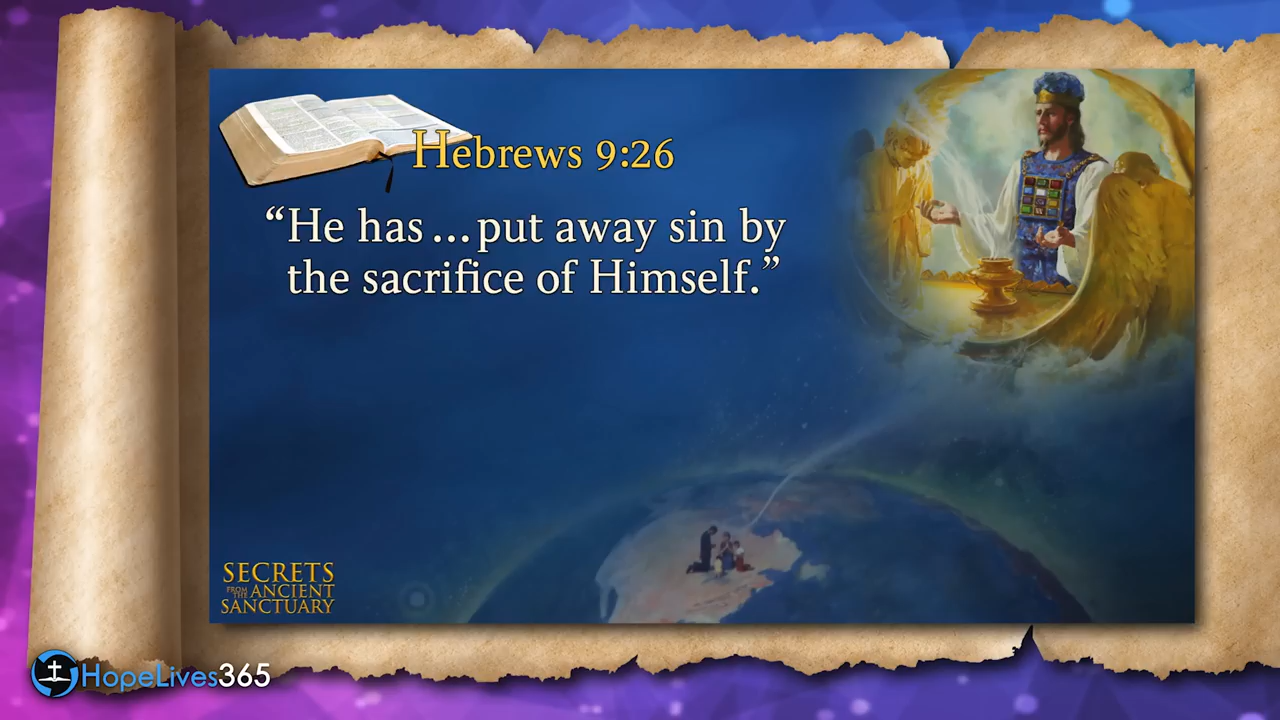 Hebrews 9:26
“He has...put away sin by
the sacrifice of Himself.”
SECRETS
FROM THE ANCIENT
SANCTUARY
HopeLives365